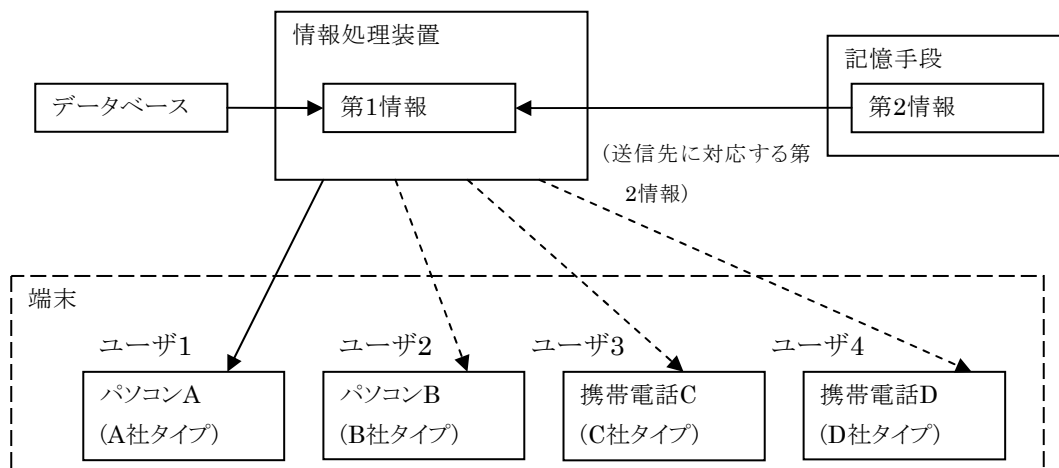 情報処理装置
記憶手段
データベース
第1情報
第2情報
(送信先に対応する第
2情報)
端末
ユーザ1
ユーザ2
ユーザ3
ユーザ4
パソコンA
(A社タイプ)
パソコンB
(B社タイプ)
携帯電話C
(C社タイプ)
携帯電話D
(D社タイプ)